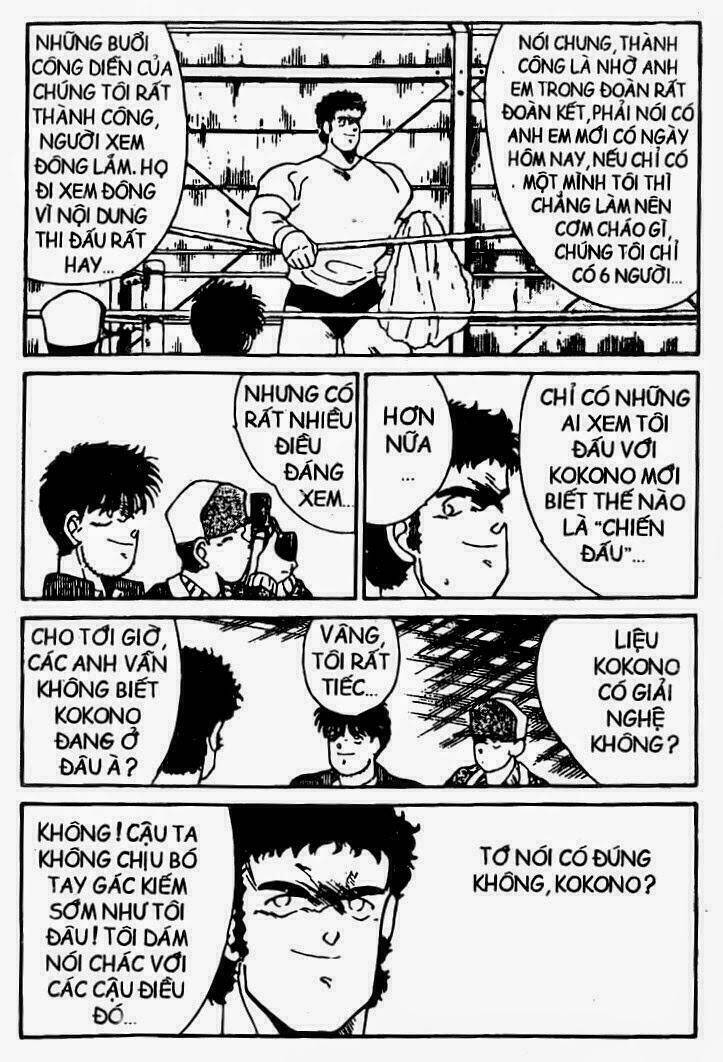 NHỮNG BUỔI
CÔNG DIỄN CỦA
CHÚNG TÔI RẤT
THÀNH CÔNG,
NGƯỜI XEM
ĐÔNG LẮM. HỌ
ĐI XEM ĐÔNG
VÌ NỘI DUNG
THI ĐẤU RẤT
HAY...
NÓI CHUNG, THÀNH
CÔNG LÀ NHỜ ANH
EM TRONG ĐOÀN RẤT
ĐOÀN KẾT, PHẢI NÓI CÓ
ANH EM MỚI CÓ NGÀY
HÔM NAY, NẾU CHỈ CÓ
MỘT MÌNH TÔI THÌ
CHẲNG LÀM NÊN
CƠM CHÁO GÌ,
CHÚNG TÔI CHỈ
CÓ 6 NGƯỜI...
NHƯNG CÓ
RẤT NHIỀU
ĐIỀU
ĐÁNG
XEM...
HƠN
NỮA
...
CHỈ CÓ NHỮNG
AI XEM TÔI
ĐẤU VỚI
KOKONO MỚI
BIẾT THẾ NÀO
LÀ "CHIẾN
ĐẤU"...
CHO TỚI GIỜ,
CÁC ANH VẪN
KHÔNG BIẾT
KOKONO
ĐANG Ở
ĐÂU À?
VÂNG,
TÔI RẤT
TIẾC...
LIỆU
KOKONO
CÓ GIẢI
NGHỆ
KHÔNG?
KHÔNG! CẬU TA
KHÔNG CHỊU BÓ
TAY GÁC KIẾM
SỚM NHƯ TÔI
ĐÂU! TÔI DÁM
NÓI CHẮC VỚI
CÁC CẬU ĐIỀU
ĐÓ...
TỚ NÓI CÓ ĐÚNG
KHÔNG, KOKONO?